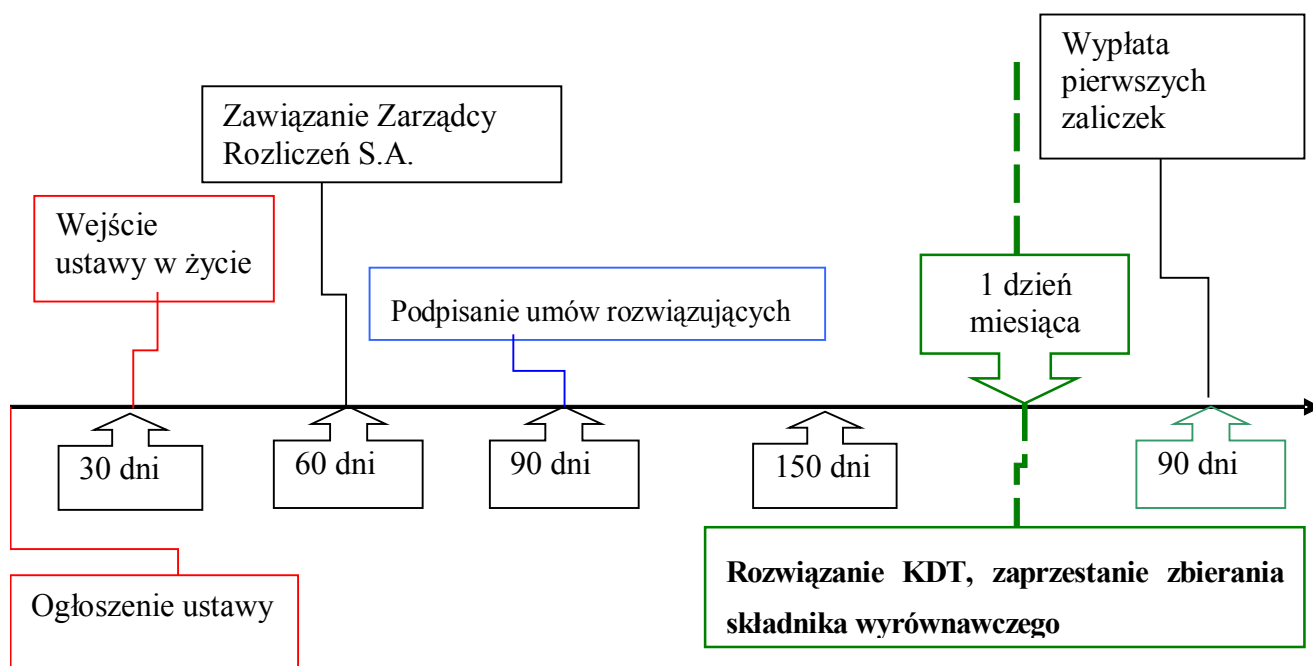 Wypłata
pierwszych
zaliczek
Zawiązanie Zarządcy
Rozliczeń S.A.
Wejście
ustawy w życie
Podpisanie umów rozwiązujących
1 dzień
miesiąca
30 dni
60 dni
90 dni
150 dni
90 dni
Rozwiązanie KDT, zaprzestanie zbierania
składnika wyrównawczego
Ogłoszenie ustawy